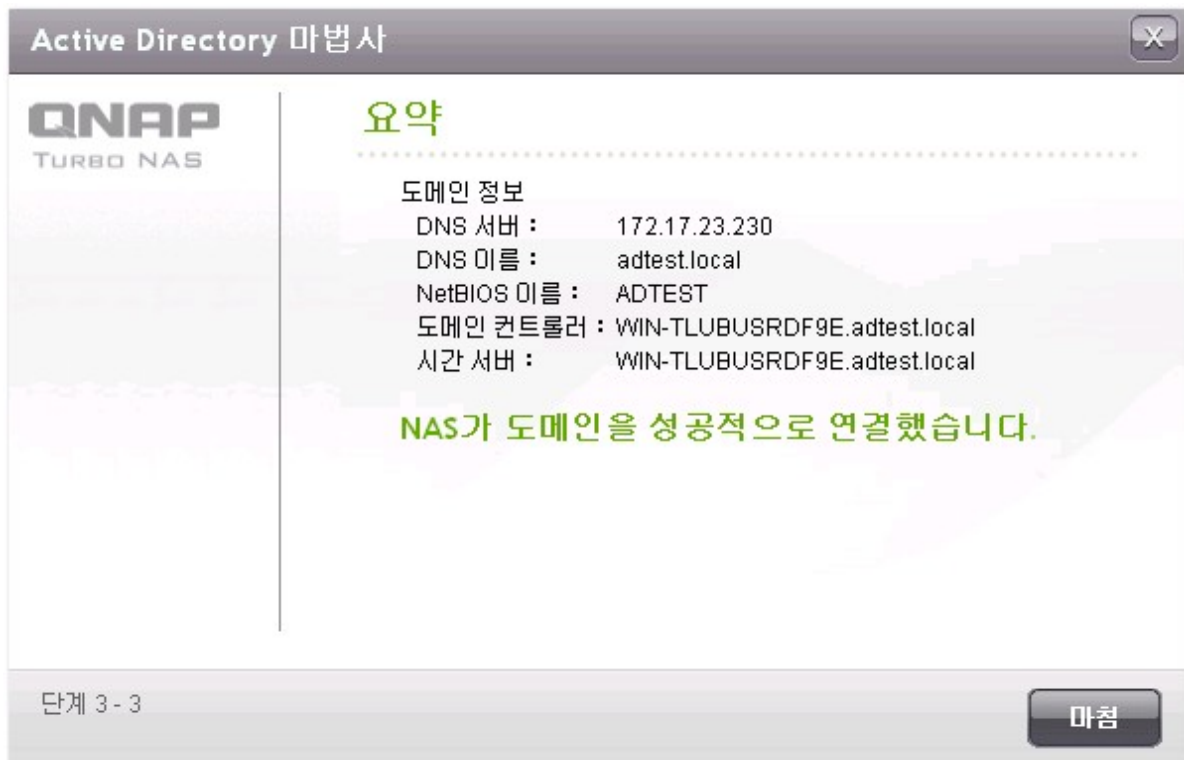 Active Directory 마법사
X
QNAP
TURBO NAS
요약
도메인 정보
DNS 서버 : 172.17.23.230
DNS 이름 : adtest.local
NetBIOS 이름 : ADTEST
도메인 컨트롤러 : WIN-TLUBUSRDF9E.adtest.local
시간 서버 : WIN-TLUBUSRDF9E.adtest.local
NAS가 도메인을 성공적으로 연결했습니다.
단계 3 - 3
마침